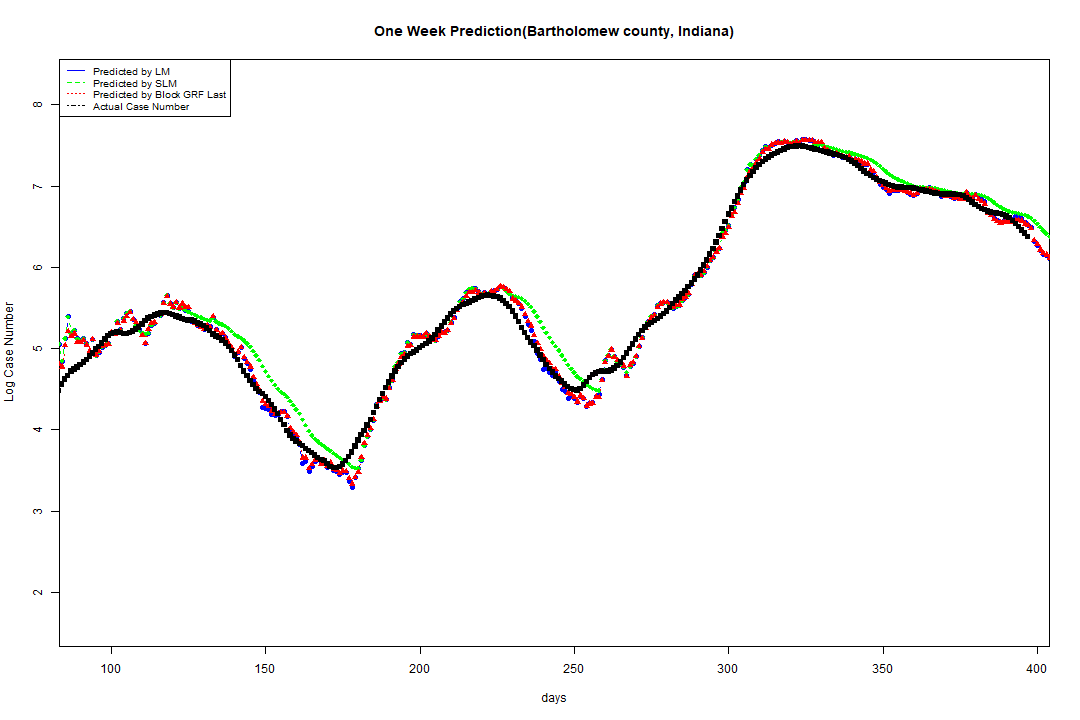 One Week Prediction(Bartholomew county, Indiana)
Predicted by LM
Predicted by SLM
Predicted by Block GRF Last
Actual Case Number
8
7
6
5
4
3
2
Log Case Number
100 150 200 250 300 350 400
days